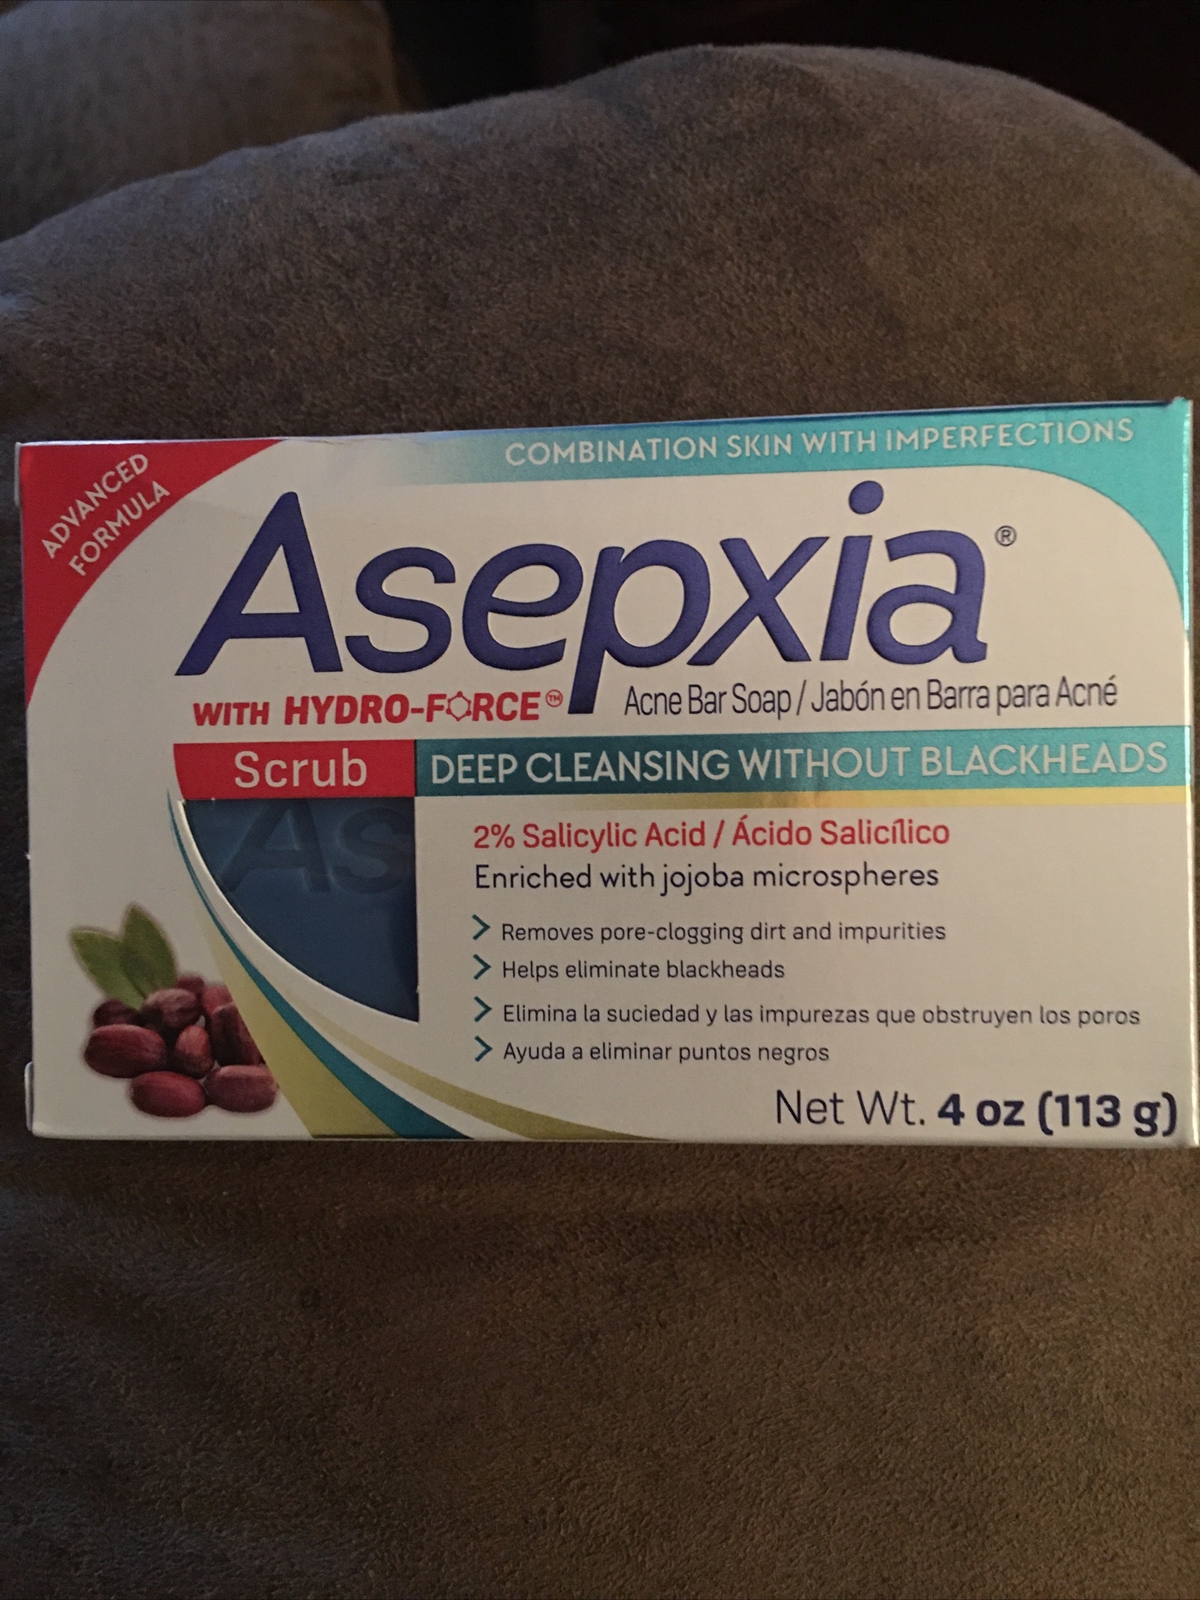 COMBINATION SKIN WITH IMPERFECTIONS
ADVANCED
FORMULA
Asepxia®
WITH HYDRO-FORCE™
Acne Bar Soap / Jabón en Barra para Acné
Scrub
DEEP CLEANSING WITHOUT BLACKHEADS
As
2% Salicylic Acid / Ácido Salicílico
Enriched with jojoba microspheres
Removes pore-clogging dirt and impurities
Helps eliminate blackheads
Elimina la suciedad y las impurezas que obstruyen los poros
Ayuda a eliminar puntos negros
Net Wt. 4 oz (113 g)